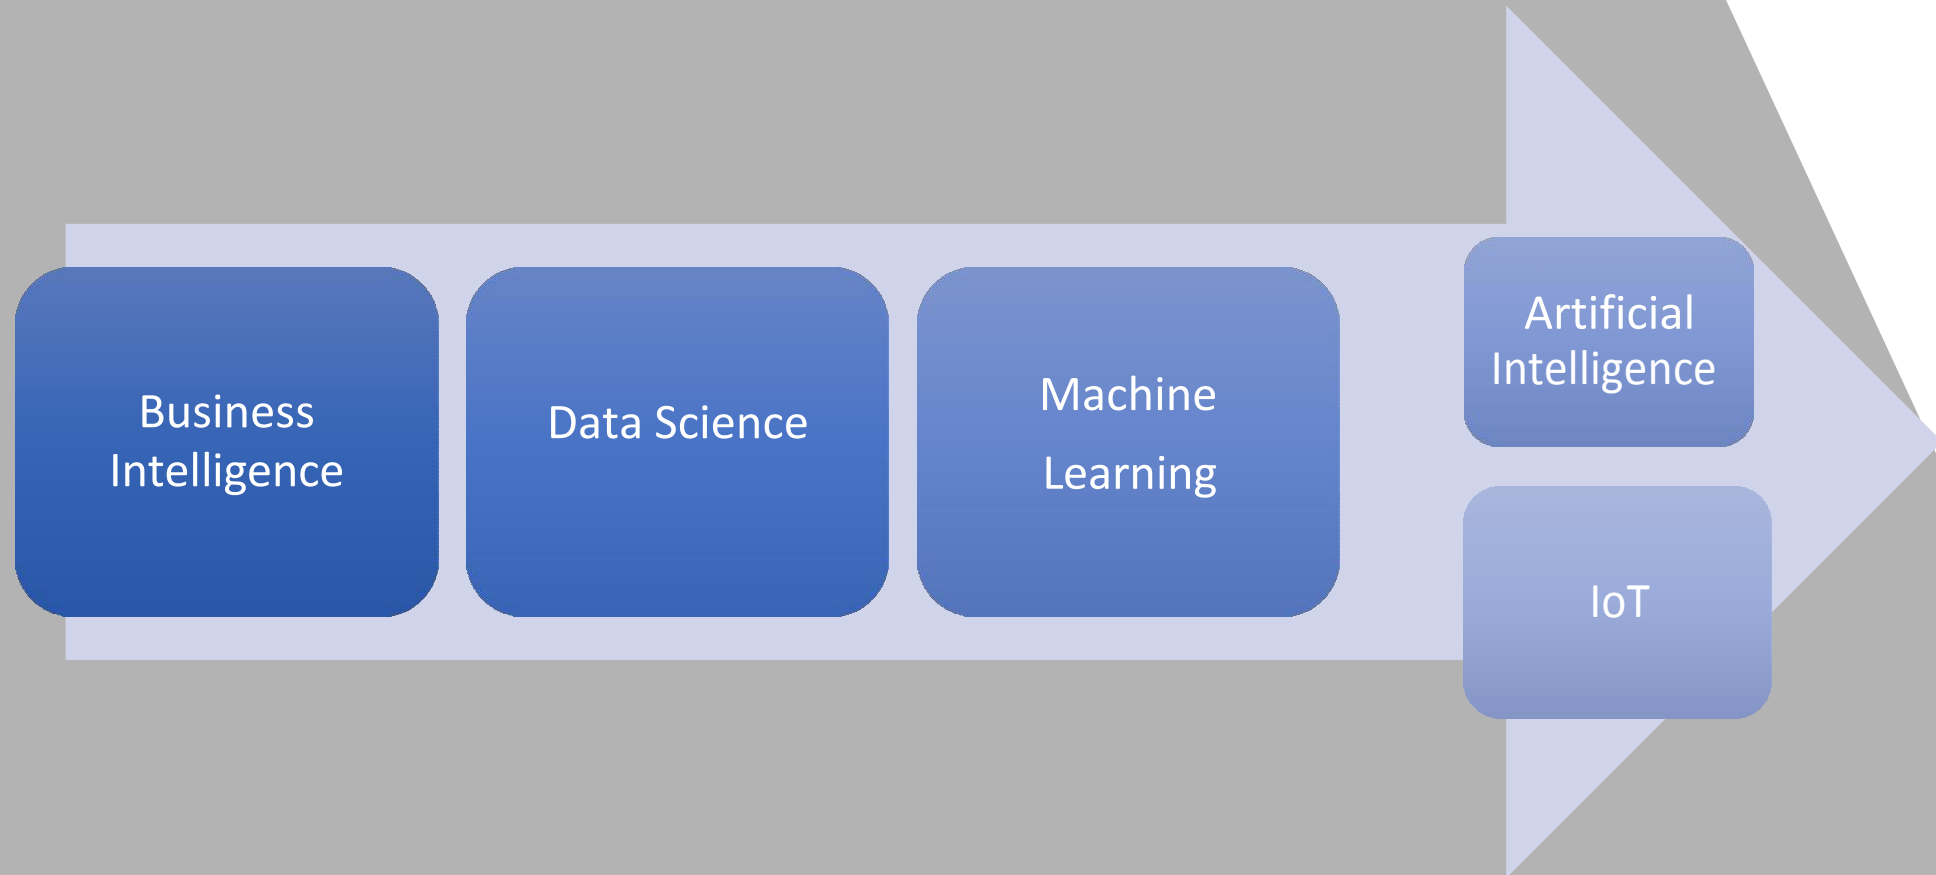 Business
Intelligence
Data Science
Machine
Learning
Artificial
Intelligence
IoT